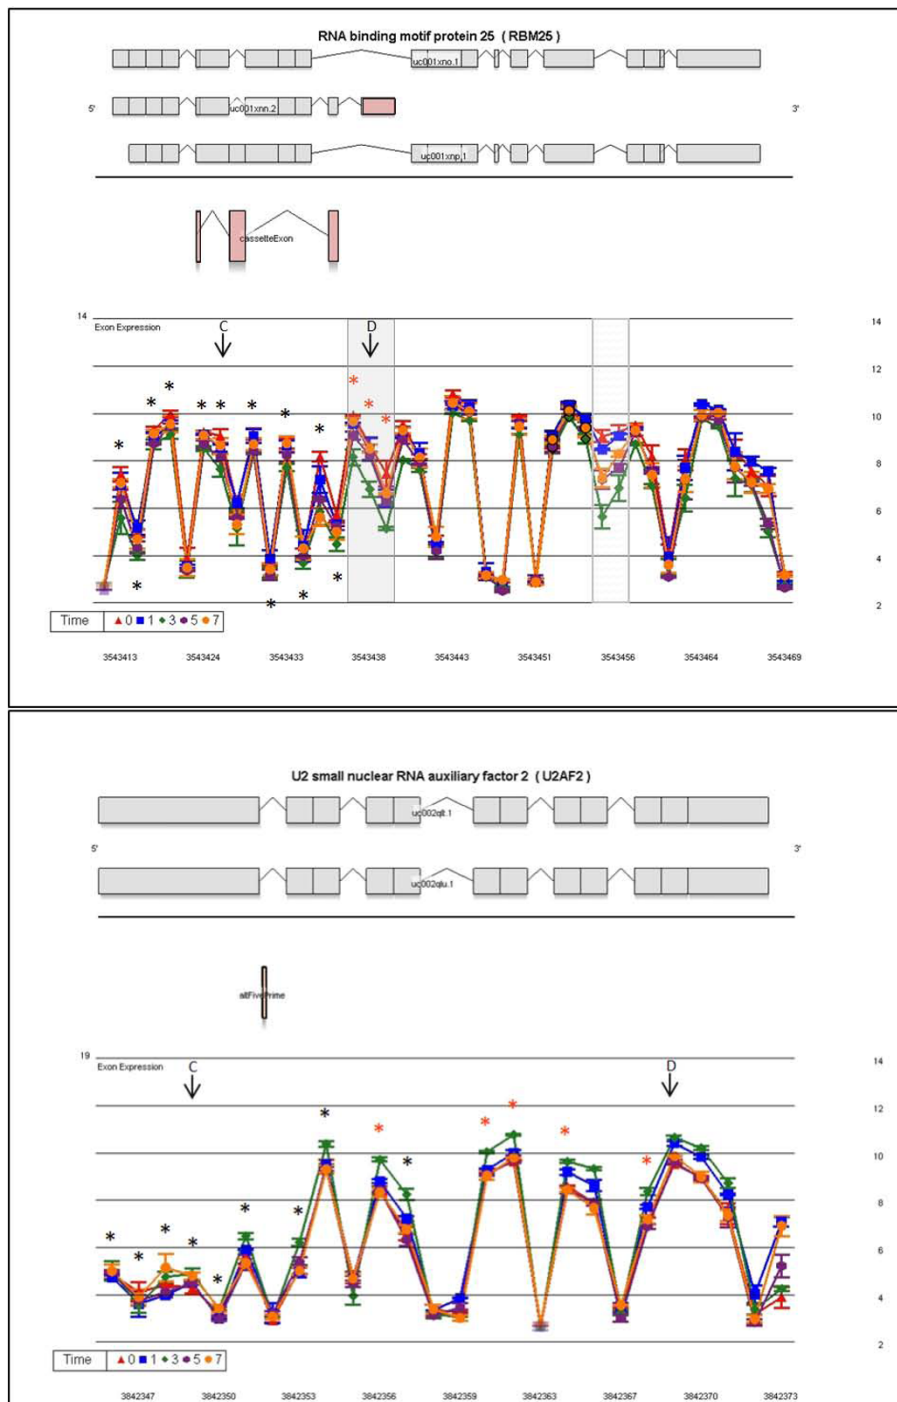 RNA binding motif protein 25 ( RBM25 )
uc001xno.1
5'
uc001xnn.2
3'
uc001xnp.1
cassetteExon
14
Exon Expression
C
D
14
12
10
8
6
4
2
* * * * * * * * * * * * * * * *
Time 0 1 3 5 7
3543413 3543424 3543433 3543438 3543443 3543451 3543456 3543464 3543469
U2 small nuclear RNA auxiliary factor 2 ( U2AF2 )
uc002qlt.1
5'
3'
uc002qlu.1
altFivePrime
19
Exon Expression
C
D
14
12
10
8
6
4
2
* * * * * * * * * * * * * *
Time 0 1 3 5 7
3842347 3842350 3842353 3842356 3842359 3842363 3842367 3842370 3842373